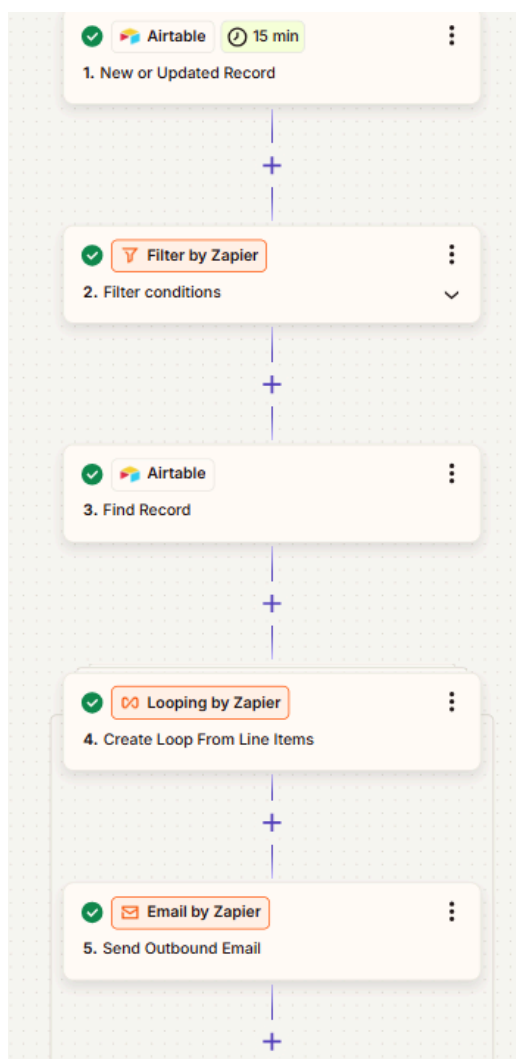 Airtable 15 min
1. New or Updated Record
Filter by Zapier
2. Filter conditions
Airtable
3. Find Record
Looping by Zapier
4. Create Loop From Line Items
Email by Zapier
5. Send Outbound Email